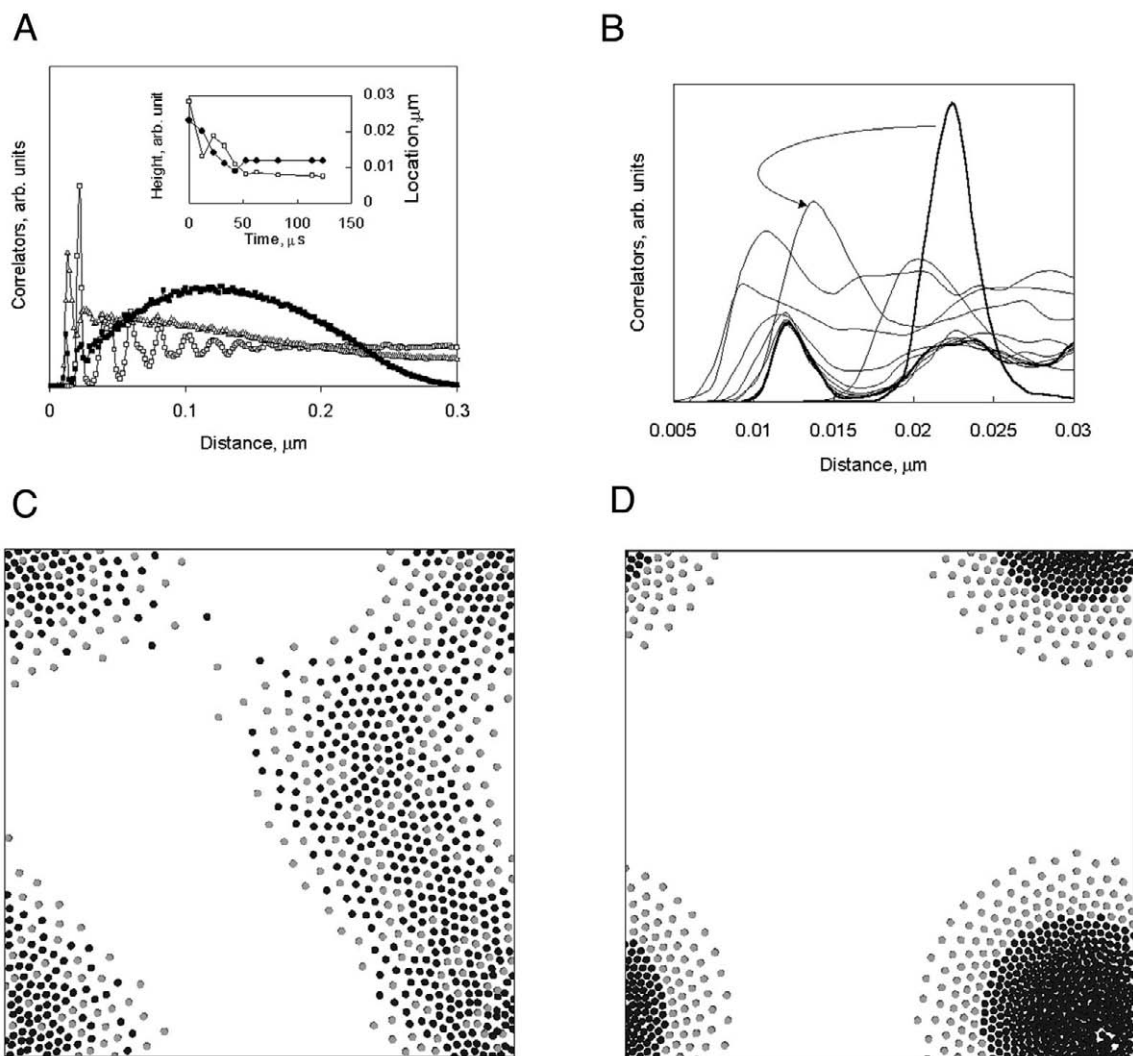 A
B
Correlators, arb. units
Height, arb. unit
0.03
0.02
0.01
0
Location, μm
0
50
100
150
Time, μs
0
0.1
0.2
0.3
Distance, μm
Correlators, arb. units
0.005
0.01
0.015
0.02
0.025
0.03
Distance, μm
C
D